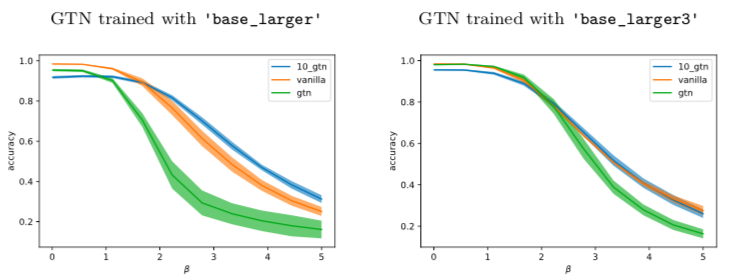 GTN trained with 'base_larger'
GTN trained with 'base_larger3'
1.0
0.8
0.6
0.4
0.2
accuracy
10_gtn
vanilla
gtn
0 1 2 3 4 5
β
1.0
0.8
0.6
0.4
0.2
accuracy
10_gtn
vanilla
gtn
0 1 2 3 4 5
β